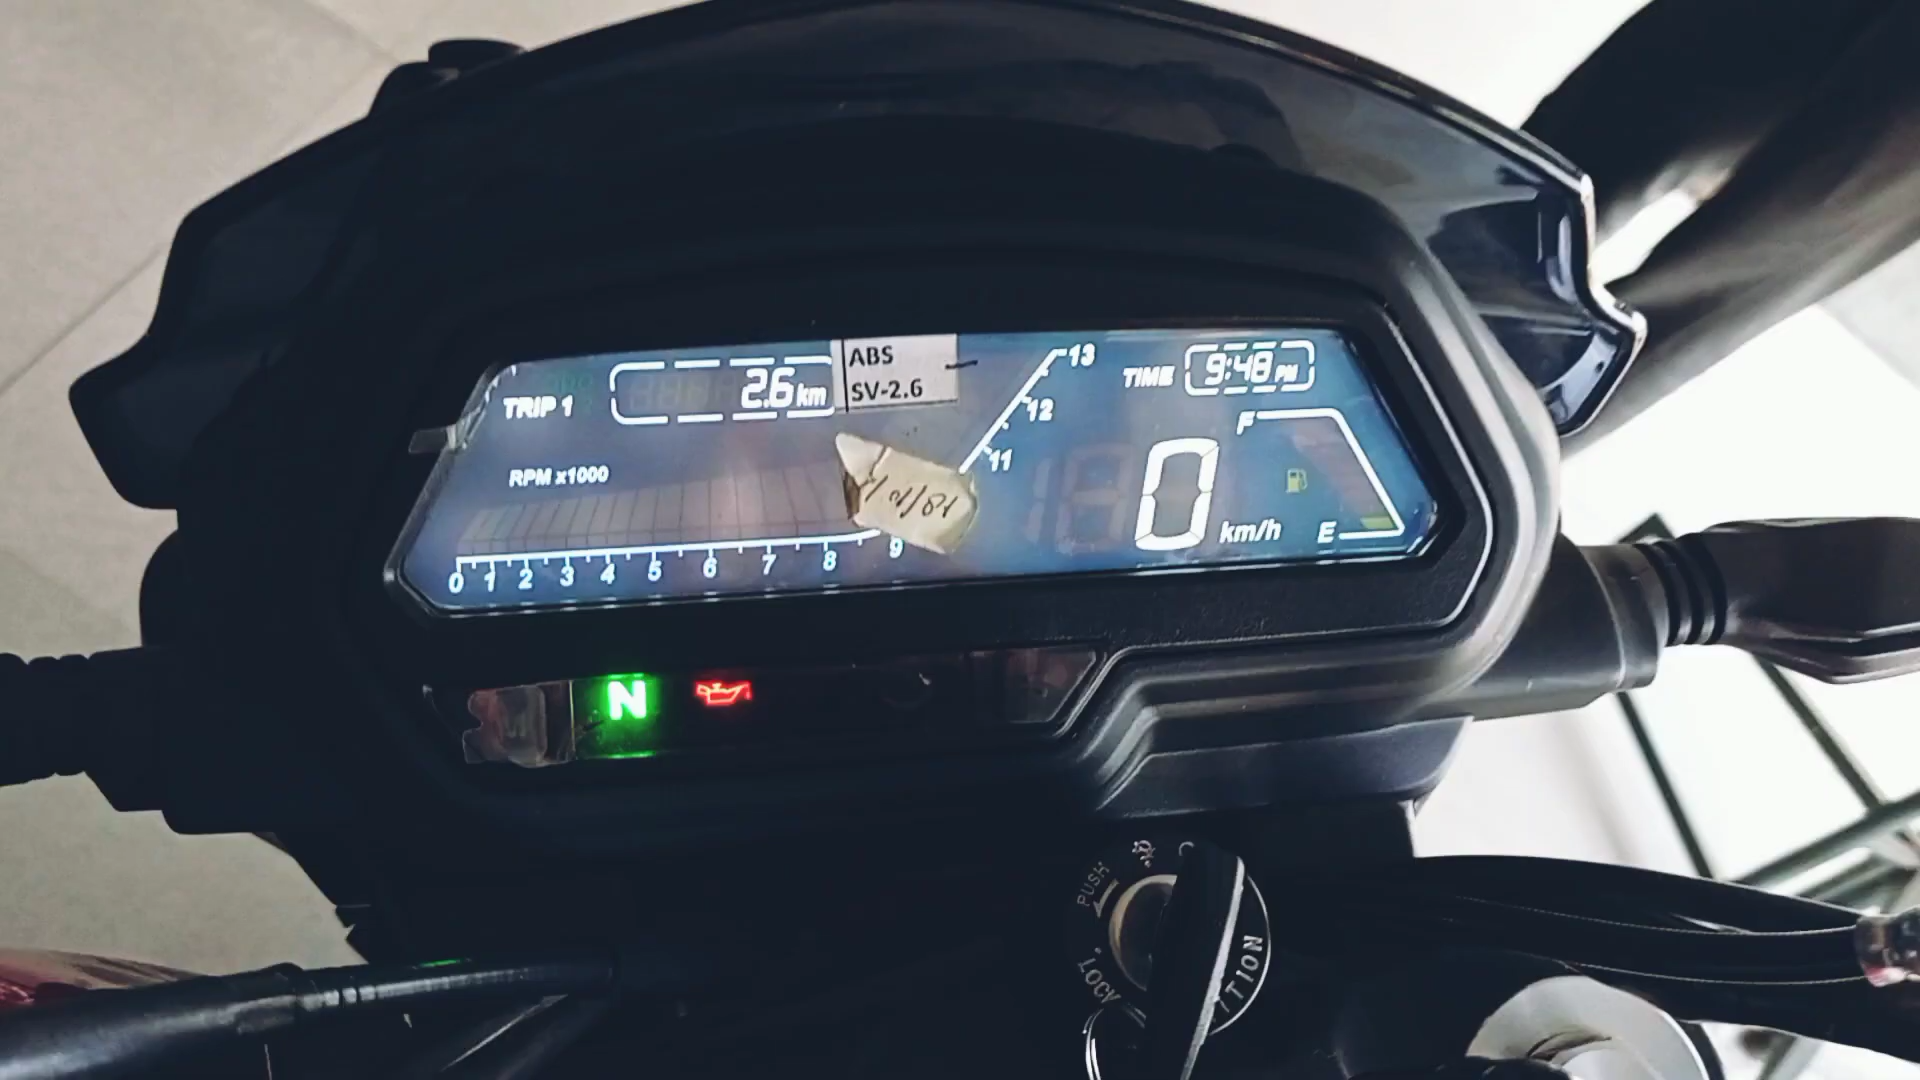 TRIP 1
2.6 km
ABS
SV-2.6
13
12
11
TIME 9:48 PM
F
RPM x1000
0 km/h
E
0 1 2 3 4 5 6 7 8 9
N
PUSH
LOCK